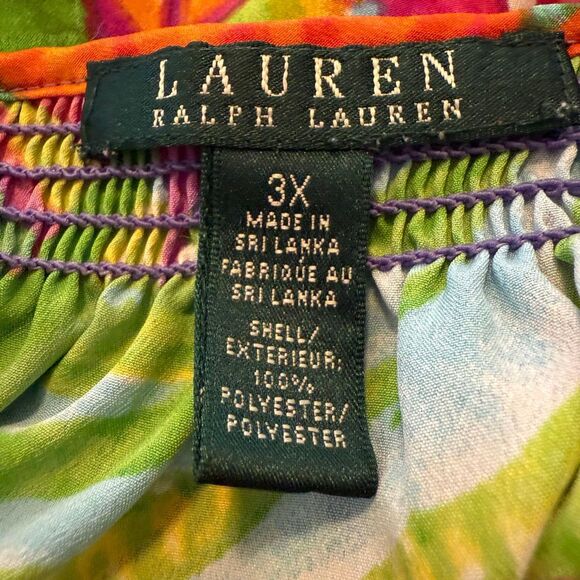 LAUREN
RALPH LAUREN
3X
MADE IN
SRI LANKA
FABRIQUE AU
SRI LANKA
SHELL/
EXTERIEUR:
100%
POLYESTER/
POLYESTER